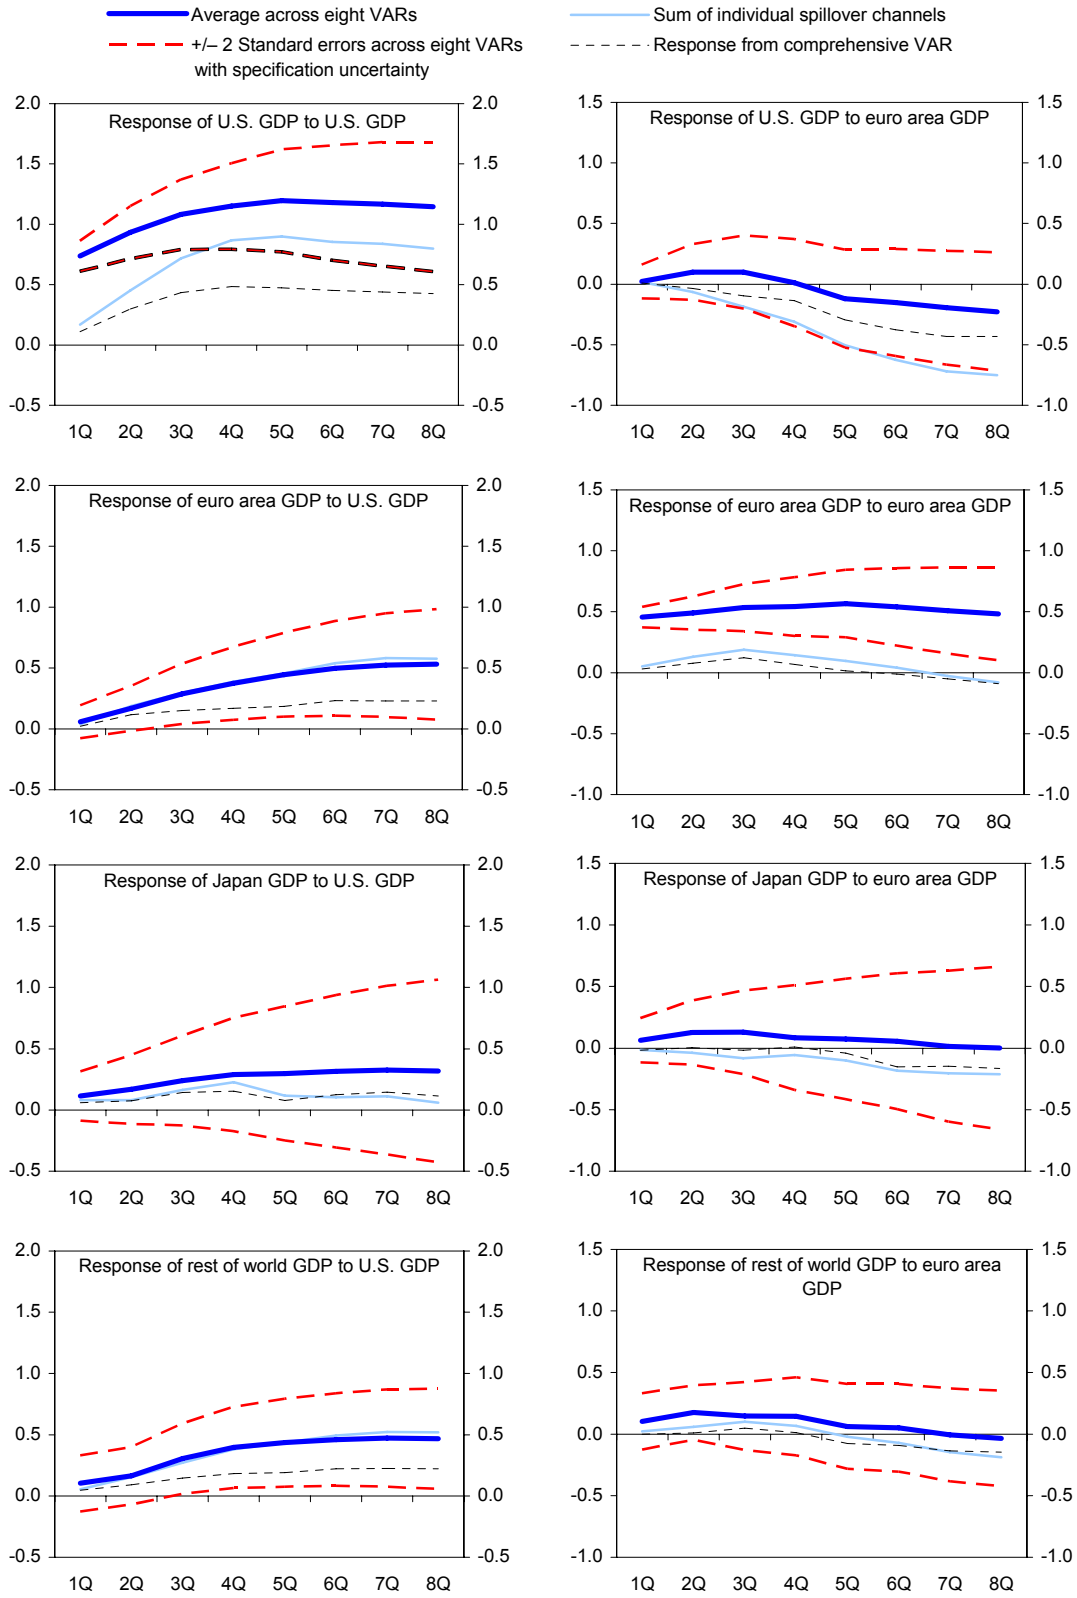 Average across eight VARs
Sum of individual spillover channels
+/– 2 Standard errors across eight VARs
with specification uncertainty
Response from comprehensive VAR
Response of U.S. GDP to U.S. GDP
2.0 2.0
1.5 1.5
1.0 1.0
0.5 0.5
0.0 0.0
-0.5 -0.5
1Q 2Q 3Q 4Q 5Q 6Q 7Q 8Q
Response of U.S. GDP to euro area GDP
1.5 1.5
1.0 1.0
0.5 0.5
0.0 0.0
-0.5 -0.5
-1.0 -1.0
1Q 2Q 3Q 4Q 5Q 6Q 7Q 8Q
Response of euro area GDP to U.S. GDP
2.0 2.0
1.5 1.5
1.0 1.0
0.5 0.5
0.0 0.0
-0.5 -0.5
1Q 2Q 3Q 4Q 5Q 6Q 7Q 8Q
Response of euro area GDP to euro area GDP
1.5 1.5
1.0 1.0
0.5 0.5
0.0 0.0
-0.5 -0.5
-1.0 -1.0
1Q 2Q 3Q 4Q 5Q 6Q 7Q 8Q
Response of Japan GDP to U.S. GDP
2.0 2.0
1.5 1.5
1.0 1.0
0.5 0.5
0.0 0.0
-0.5 -0.5
1Q 2Q 3Q 4Q 5Q 6Q 7Q 8Q
Response of Japan GDP to euro area GDP
1.5 1.5
1.0 1.0
0.5 0.5
0.0 0.0
-0.5 -0.5
-1.0 -1.0
1Q 2Q 3Q 4Q 5Q 6Q 7Q 8Q
Response of rest of world GDP to U.S. GDP
2.0 2.0
1.5 1.5
1.0 1.0
0.5 0.5
0.0 0.0
-0.5 -0.5
1Q 2Q 3Q 4Q 5Q 6Q 7Q 8Q
Response of rest of world GDP to euro area
GDP
1.5 1.5
1.0 1.0
0.5 0.5
0.0 0.0
-0.5 -0.5
-1.0 -1.0
1Q 2Q 3Q 4Q 5Q 6Q 7Q 8Q